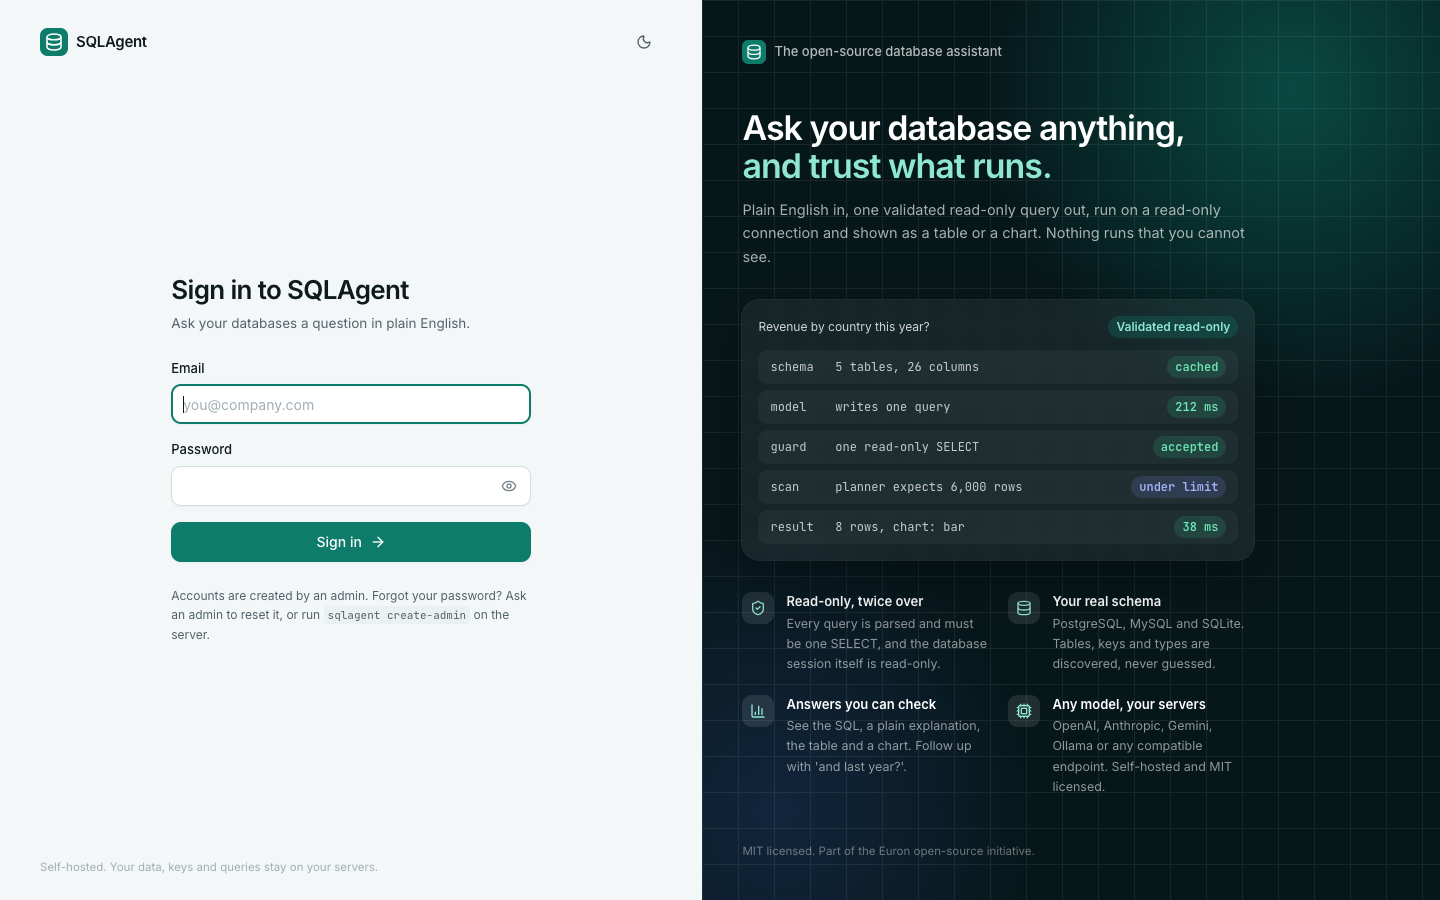 SQLAgent
Sign in to SQLAgent
Ask your databases a question in plain English.
Email
you@company.com
Password
Sign in
Accounts are created by an admin. Forgot your password? Ask
an admin to reset it, or run sqlagent create-admin on the
server.
Self-hosted. Your data, keys and queries stay on your servers.
The open-source database assistant
Ask your database anything,
and trust what runs.
Plain English in, one validated read-only query out, run on a read-only
connection and shown as a table or a chart. Nothing runs that you cannot
see.
Revenue by country this year? Validated read-only
schema 5 tables, 26 columns cached
model writes one query 212 ms
guard one read-only SELECT accepted
scan planner expects 6,000 rows under limit
result 8 rows, chart: bar 38 ms
Read-only, twice over
Every query is parsed and must
be one SELECT, and the database
session itself is read-only.
Your real schema
PostgreSQL, MySQL and SQLite.
Tables, keys and types are
discovered, never guessed.
Answers you can check
See the SQL, a plain explanation,
the table and a chart. Follow up
with 'and last year?'.
Any model, your servers
OpenAI, Anthropic, Gemini,
Ollama or any compatible
endpoint. Self-hosted and MIT
licensed.
MIT licensed. Part of the Euron open-source initiative.